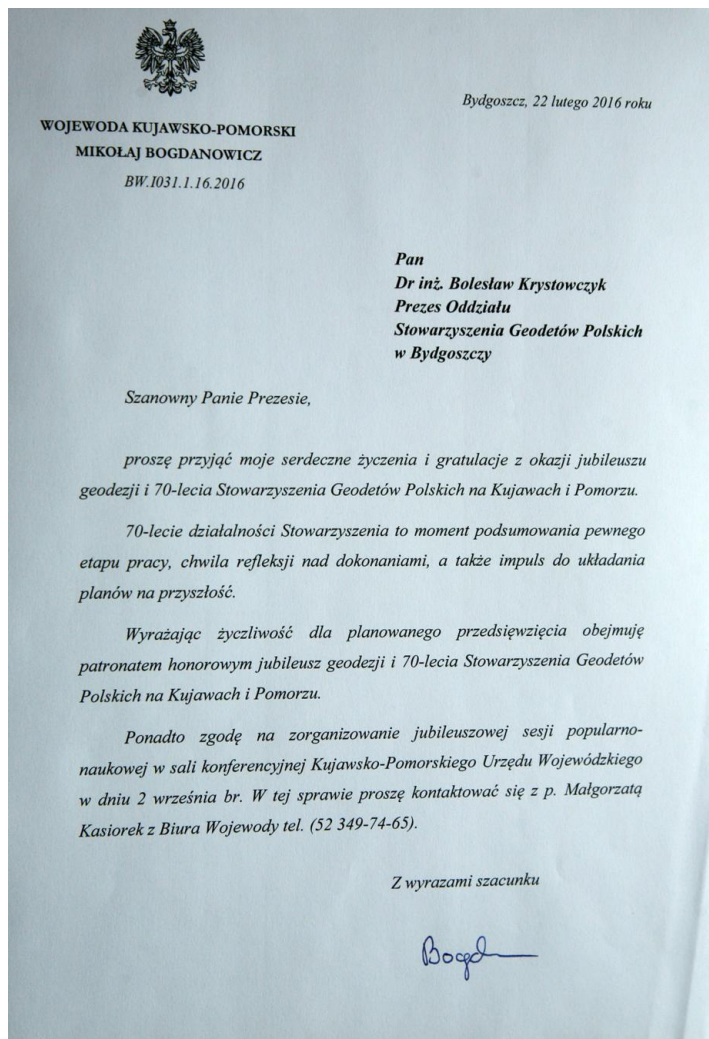 Bydgoszcz, 22 lutego 2016 roku
WOJEWODA KUJAWSKO-POMORSKI
MIKOŁAJ BOGDANOWICZ
BW.I031.1.16.2016
Pan
Dr inż. Bolesław Krystowczyk
Prezes Oddziału
Stowarzyszenia Geodetów Polskich
w Bydgoszczy
Szanowny Panie Prezesie,
proszę przyjąć moje serdeczne życzenia i gratulacje z okazji jubileuszu
geodezji i 70-lecia Stowarzyszenia Geodetów Polskich na Kujawach i Pomorzu.
70-lecie działalności Stowarzyszenia to moment podsumowania pewnego
etapu pracy, chwila refleksji nad dokonaniami, a także impuls do układania
planów na przyszłość.
Wyrażając życzliwość dla planowanego przedsięwzięcia obejmuję
patronatem honorowym jubileusz geodezji i 70-lecia Stowarzyszenia Geodetów
Polskich na Kujawach i Pomorzu.
Ponadto zgodę na zorganizowanie jubileuszowej sesji popularno-
naukowej w sali konferencyjnej Kujawsko-Pomorskiego Urzędu Wojewódzkiego
w dniu 2 września br. W tej sprawie proszę kontaktować się z p. Małgorzatą
Kasiorek z Biura Wojewody tel. (52 349-74-65).
Z wyrazami szacunku